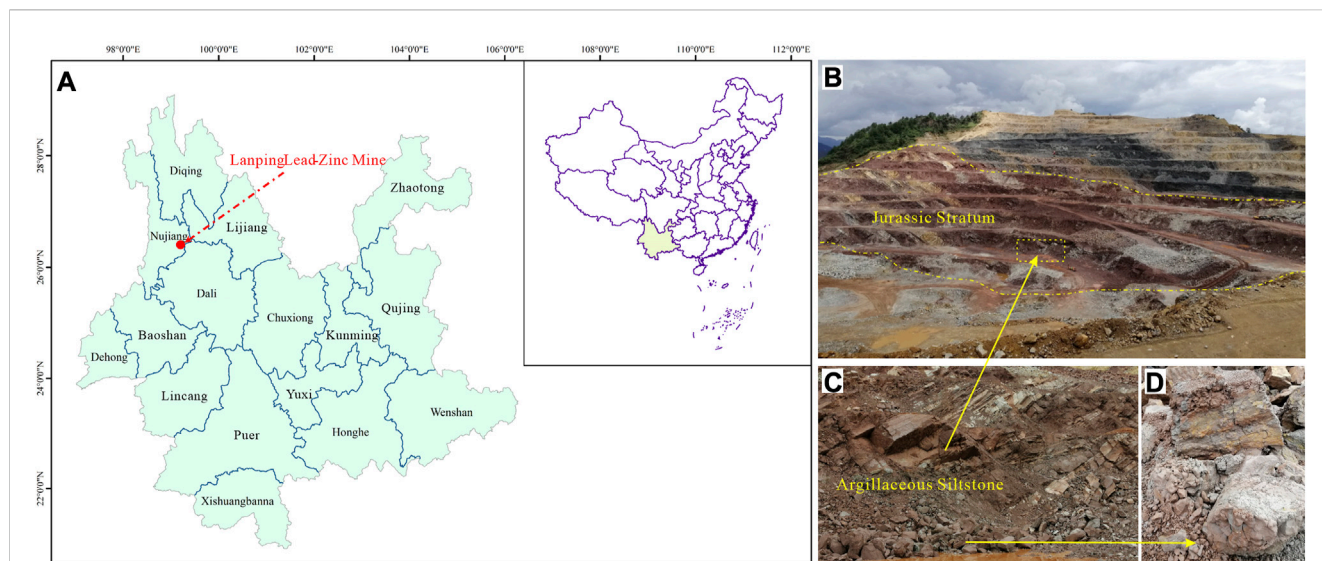 98°0'0"E 100°0'0"E 102°0'0"E 104°0'0"E 106°0'0"E 108°0'0"E 110°0'0"E 112°0'0"E
A
B
28°0'0"N
26°0'0"N
24°0'0"N
22°0'0"N
LanpingLead-Zinc Mine
Diqing
Zhaotong
Nujiang
Lijiang
Dali
Qujing
Chuxiong
Kunming
Baoshan
Dehong
Lincang
Yuxi
Wenshan
Puer
Honghe
Xishuangbanna
Jurassic Stratum
C
D
Argillaceous Siltstone